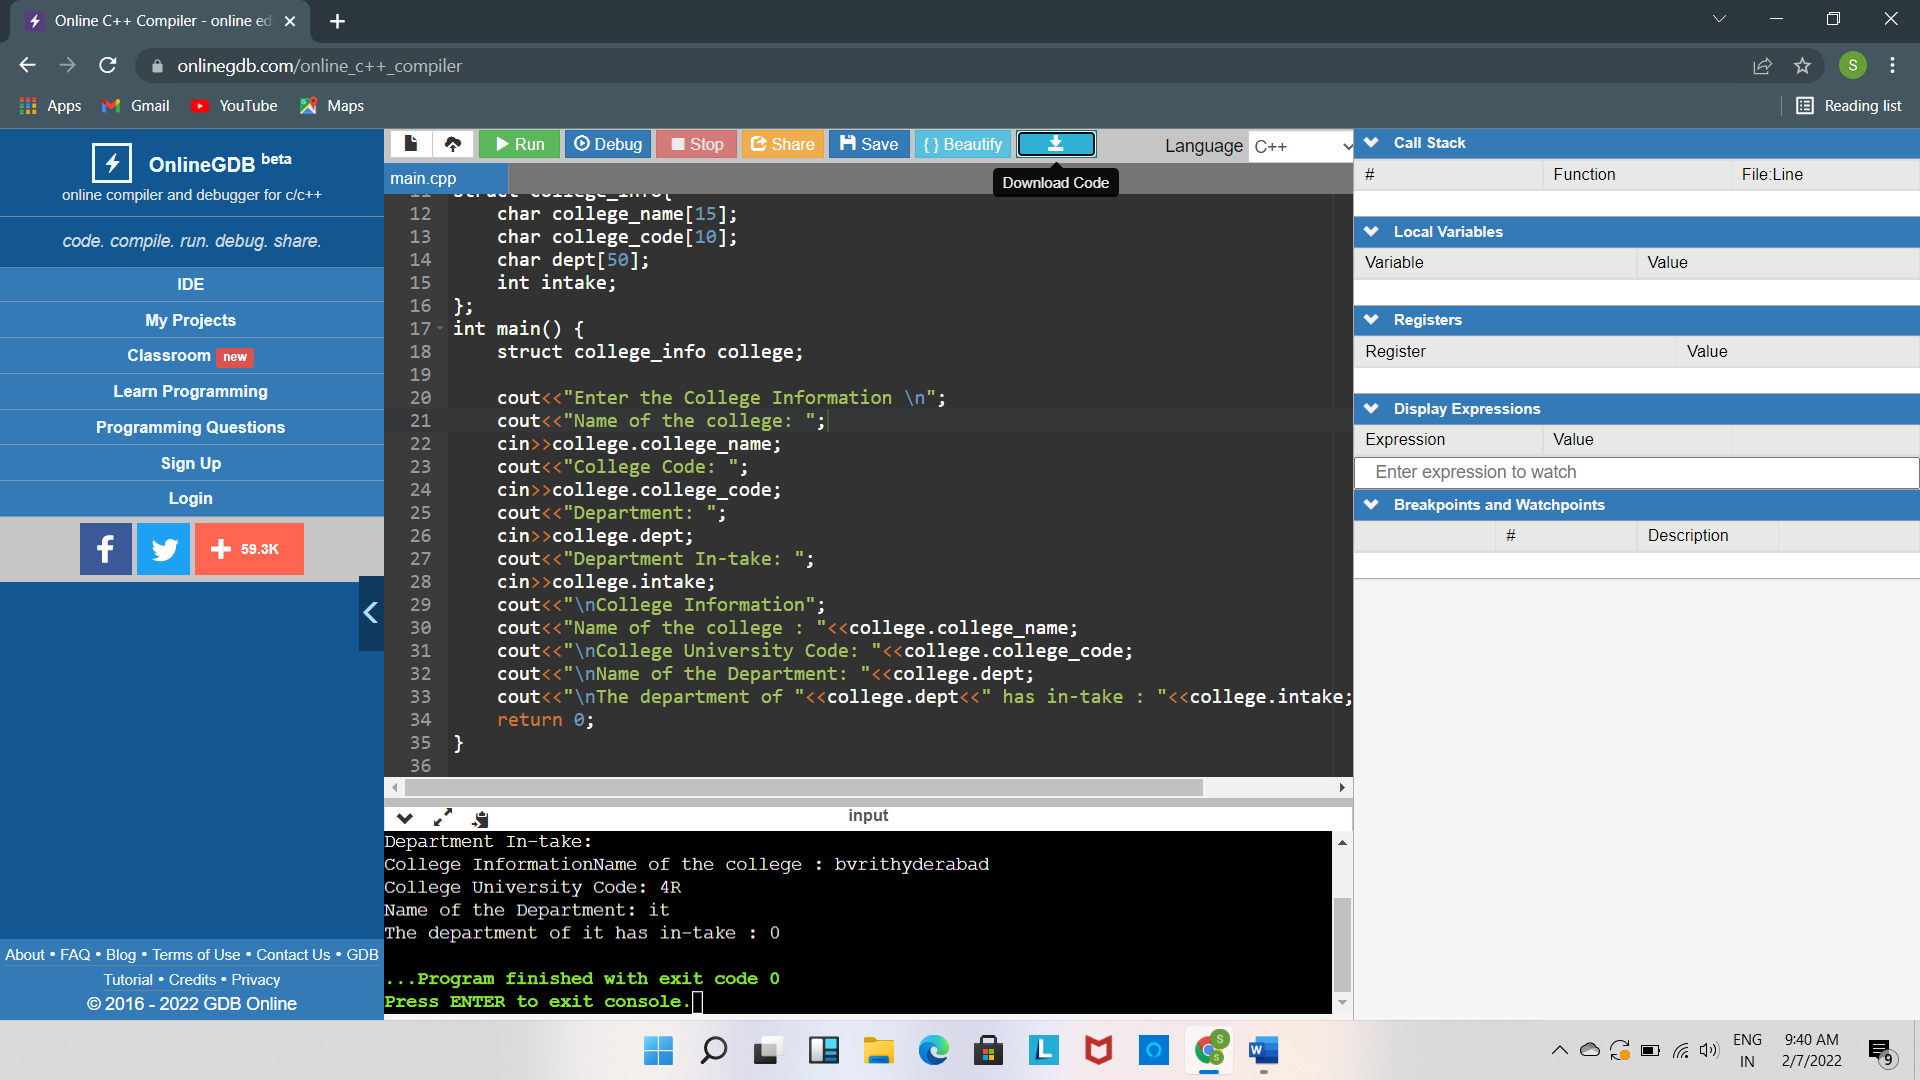 Online C++ Compiler - online ed
onlinegdb.com/online_c++_compiler
S
Apps Gmail YouTube Maps Reading list
OnlineGDB beta
online compiler and debugger for c/c++
code. compile. run. debug. share.
IDE
My Projects
Classroom new
Learn Programming
Programming Questions
Sign Up
Login
59.3K
About • FAQ • Blog • Terms of Use • Contact Us • GDB
Tutorial • Credits • Privacy
© 2016 - 2022 GDB Online
Run Debug Stop Share Save { } Beautify Language C++
Download Code
main.cpp
11 struct college_info{
12 char college_name[15];
13 char college_code[10];
14 char dept[50];
15 int intake;
16 };
17 int main() {
18 struct college_info college;
19
20 cout<<"Enter the College Information \n";
21 cout<<"Name of the college: ";
22 cin>>college.college_name;
23 cout<<"College Code: ";
24 cin>>college.college_code;
25 cout<<"Department: ";
26 cin>>college.dept;
27 cout<<"Department In-take: ";
28 cin>>college.intake;
29 cout<<"\nCollege Information";
30 cout<<"Name of the college : "<<college.college_name;
31 cout<<"\nCollege University Code: "<<college.college_code;
32 cout<<"\nName of the Department: "<<college.dept;
33 cout<<"\nThe department of "<<college.dept<<" has in-take : "<<college.intake;
34 return 0;
35 }
36
input
Department In-take:
College InformationName of the college : bvrithyderabad
College University Code: 4R
Name of the Department: it
The department of it has in-take : 0
...Program finished with exit code 0
Press ENTER to exit console.
Call Stack
# Function File:Line
Local Variables
Variable Value
Registers
Register Value
Display Expressions
Expression Value
Enter expression to watch
Breakpoints and Watchpoints
# Description
ENG
IN
9:40 AM
2/7/2022
9